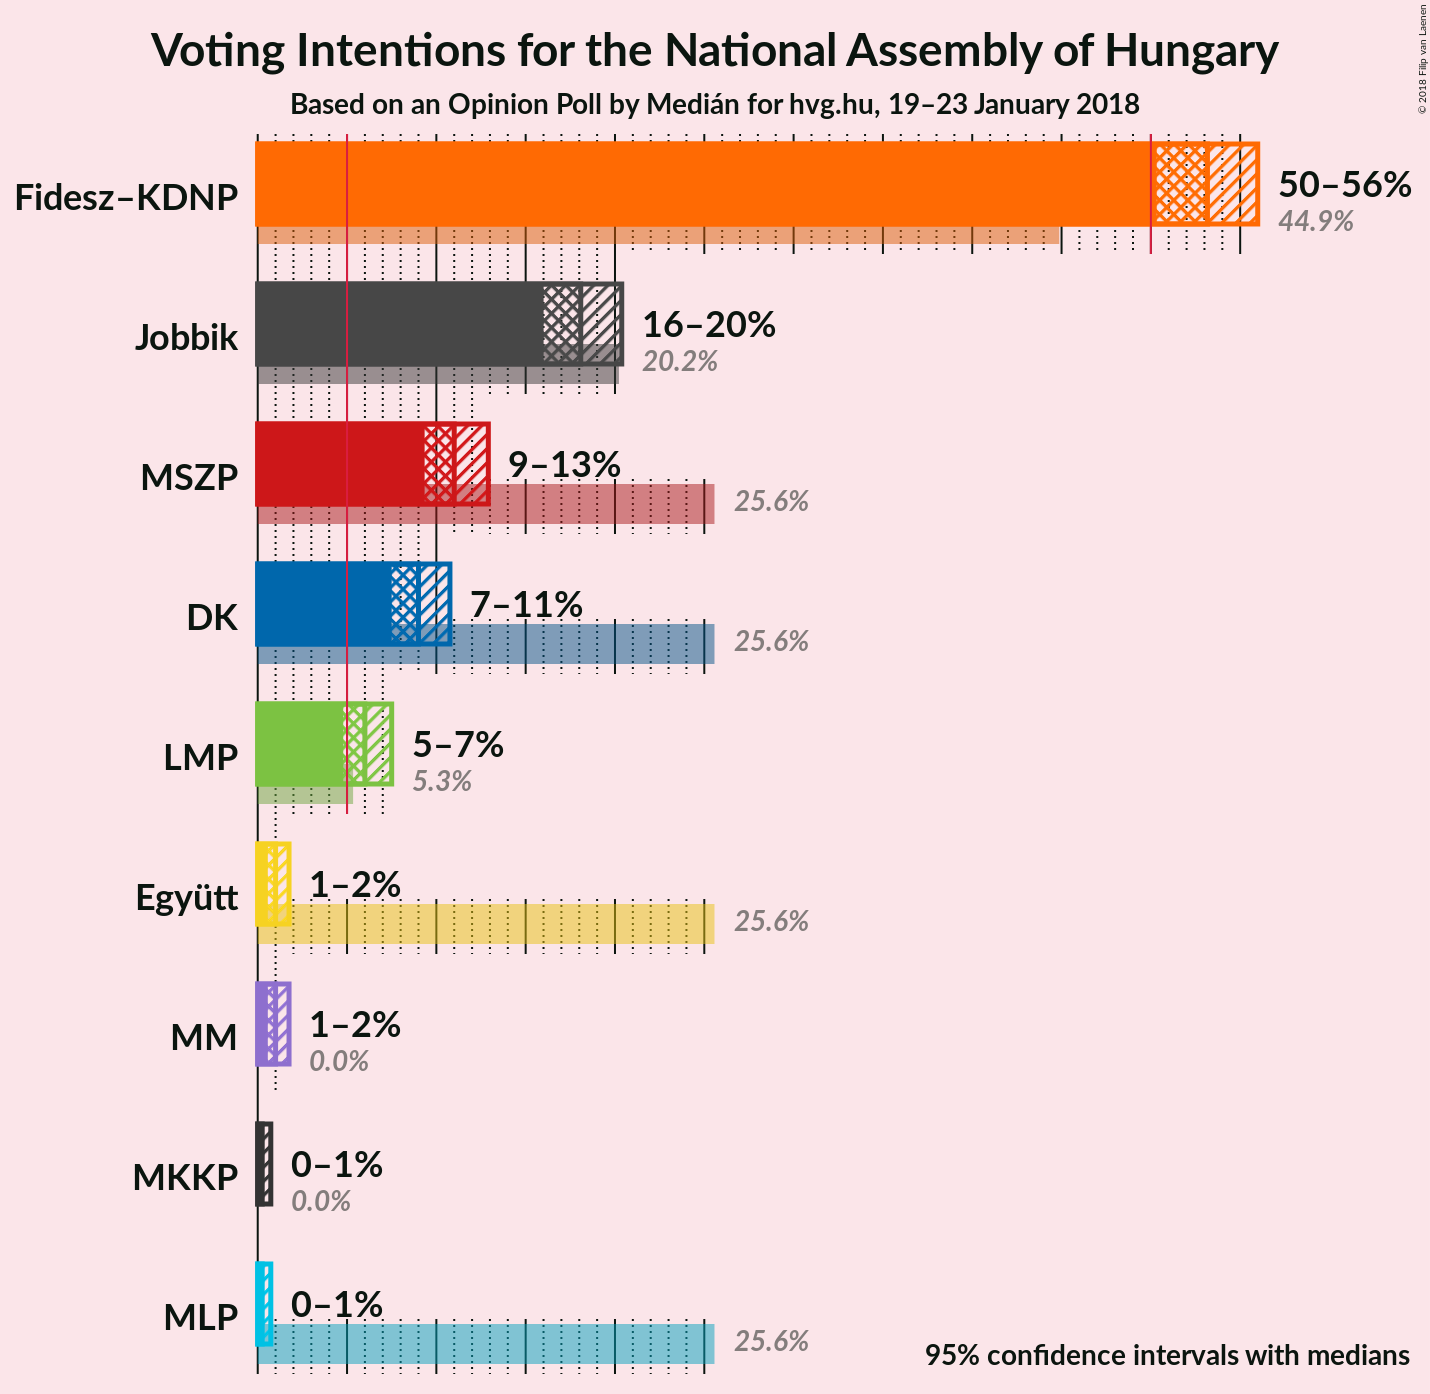 Voting Intentions for the National Assembly of Hungary
Based on an Opinion Poll by Medián for hvg.hu, 19–23 January 2018
© 2018 Filip van Laenen
Fidesz–KDNP
50–56%
44.9%
Jobbik
16–20%
20.2%
MSZP
9–13%
25.6%
DK
7–11%
25.6%
LMP
5–7%
5.3%
Együtt
1–2%
25.6%
MM
1–2%
0.0%
MKKP
0–1%
0.0%
MLP
0–1%
25.6%
95% confidence intervals with medians